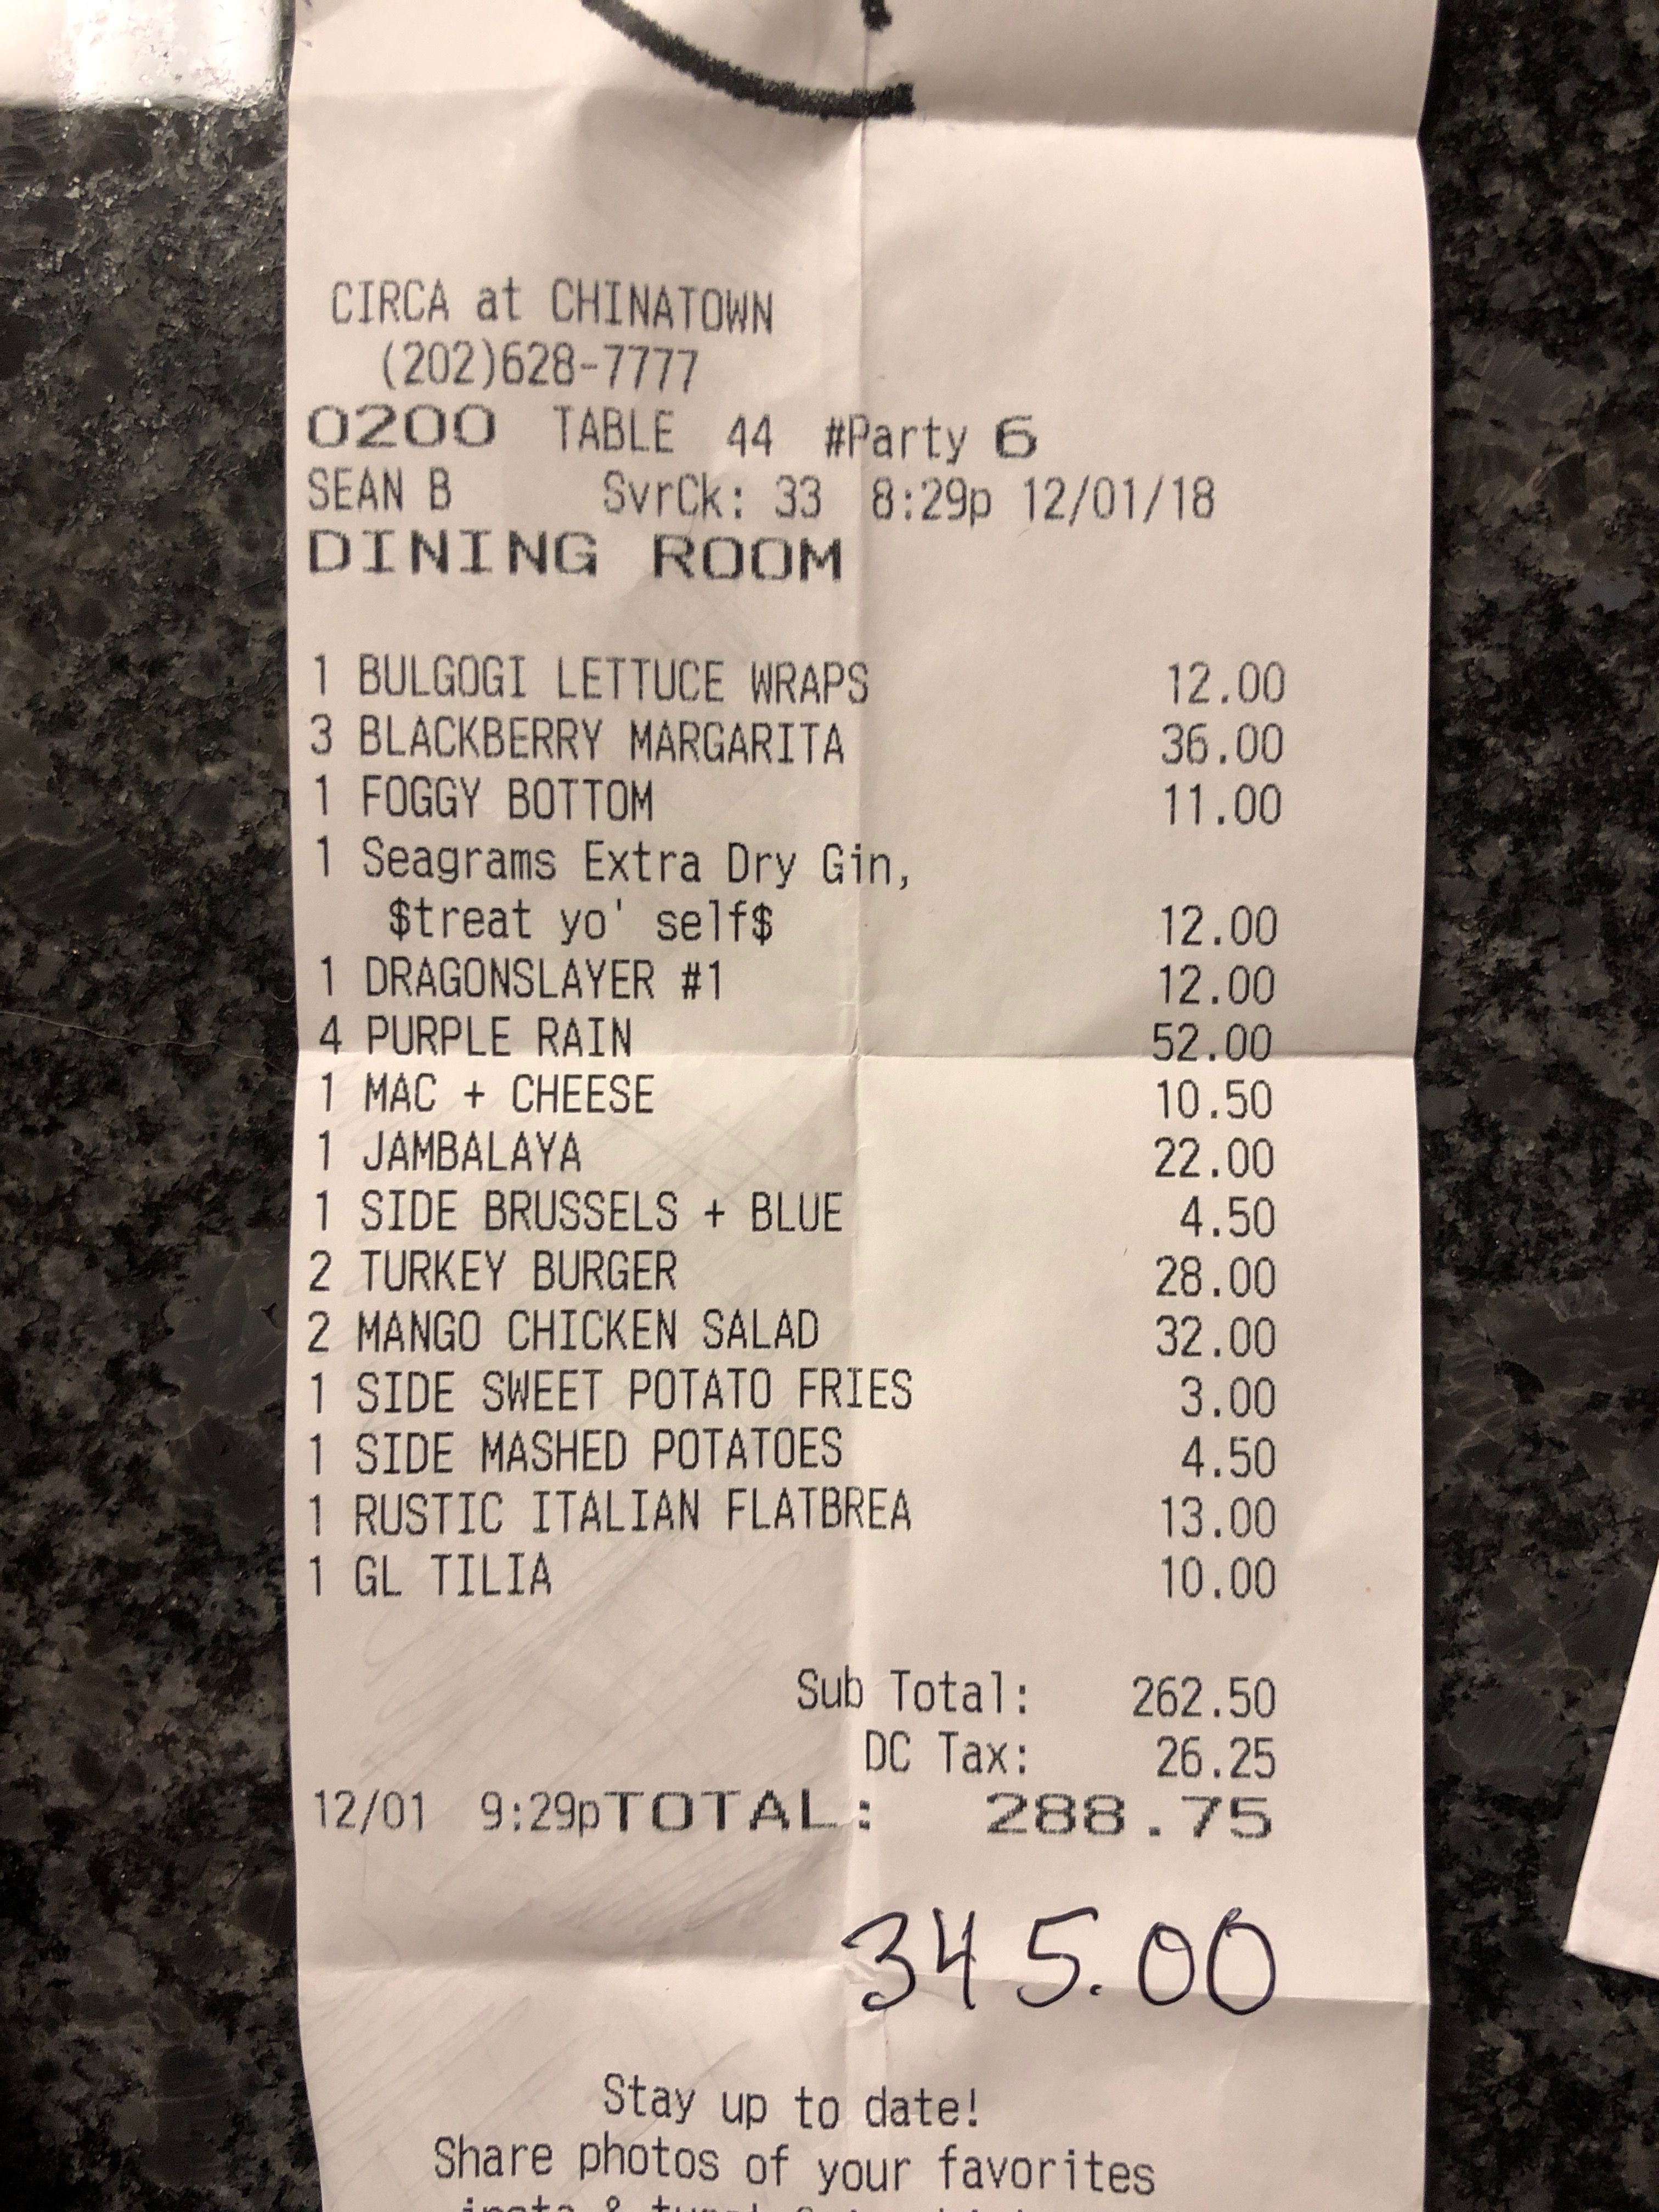 CIRCA at CHINATOWN
(202)628-7777
0200 TABLE 44 #Party 6
SEAN B SvrCk: 33 8:29p 12/01/18
DINING ROOM
1 BULGOGI LETTUCE WRAPS 12.00
3 BLACKBERRY MARGARITA 36.00
1 FOGGY BOTTOM 11.00
1 Seagrams Extra Dry Gin,
$treat yo' self$ 12.00
1 DRAGONSLAYER #1 12.00
4 PURPLE RAIN 52.00
1 MAC + CHEESE 10.50
1 JAMBALAYA 22.00
1 SIDE BRUSSELS + BLUE 4.50
2 TURKEY BURGER 28.00
2 MANGO CHICKEN SALAD 32.00
1 SIDE SWEET POTATO FRIES 3.00
1 SIDE MASHED POTATOES 4.50
1 RUSTIC ITALIAN FLATBREA 13.00
1 GL TILIA 10.00
Sub Total: 262.50
DC Tax: 26.25
12/01 9:29pTOTAL: 288.75
345.00
Stay up to date!
Share photos of your favorites